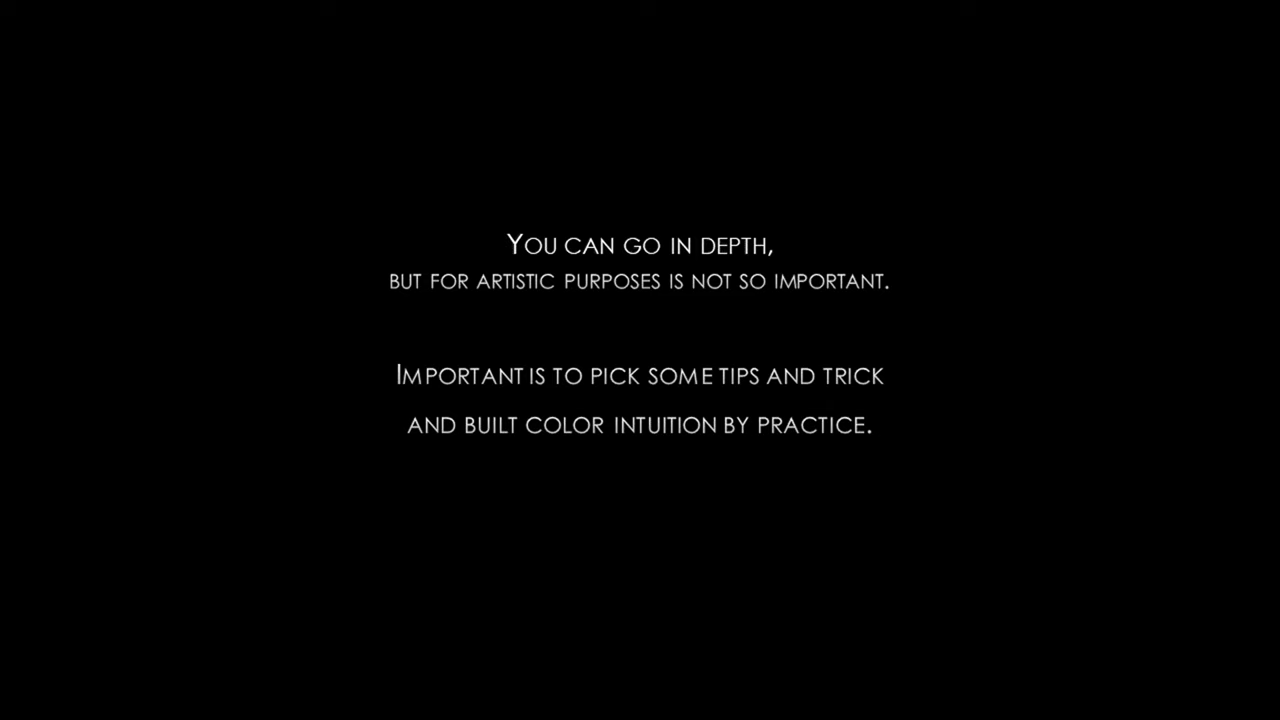 You can go in depth,
but for artistic purposes is not so important.
Important is to pick some tips and trick
and built color intuition by practice.